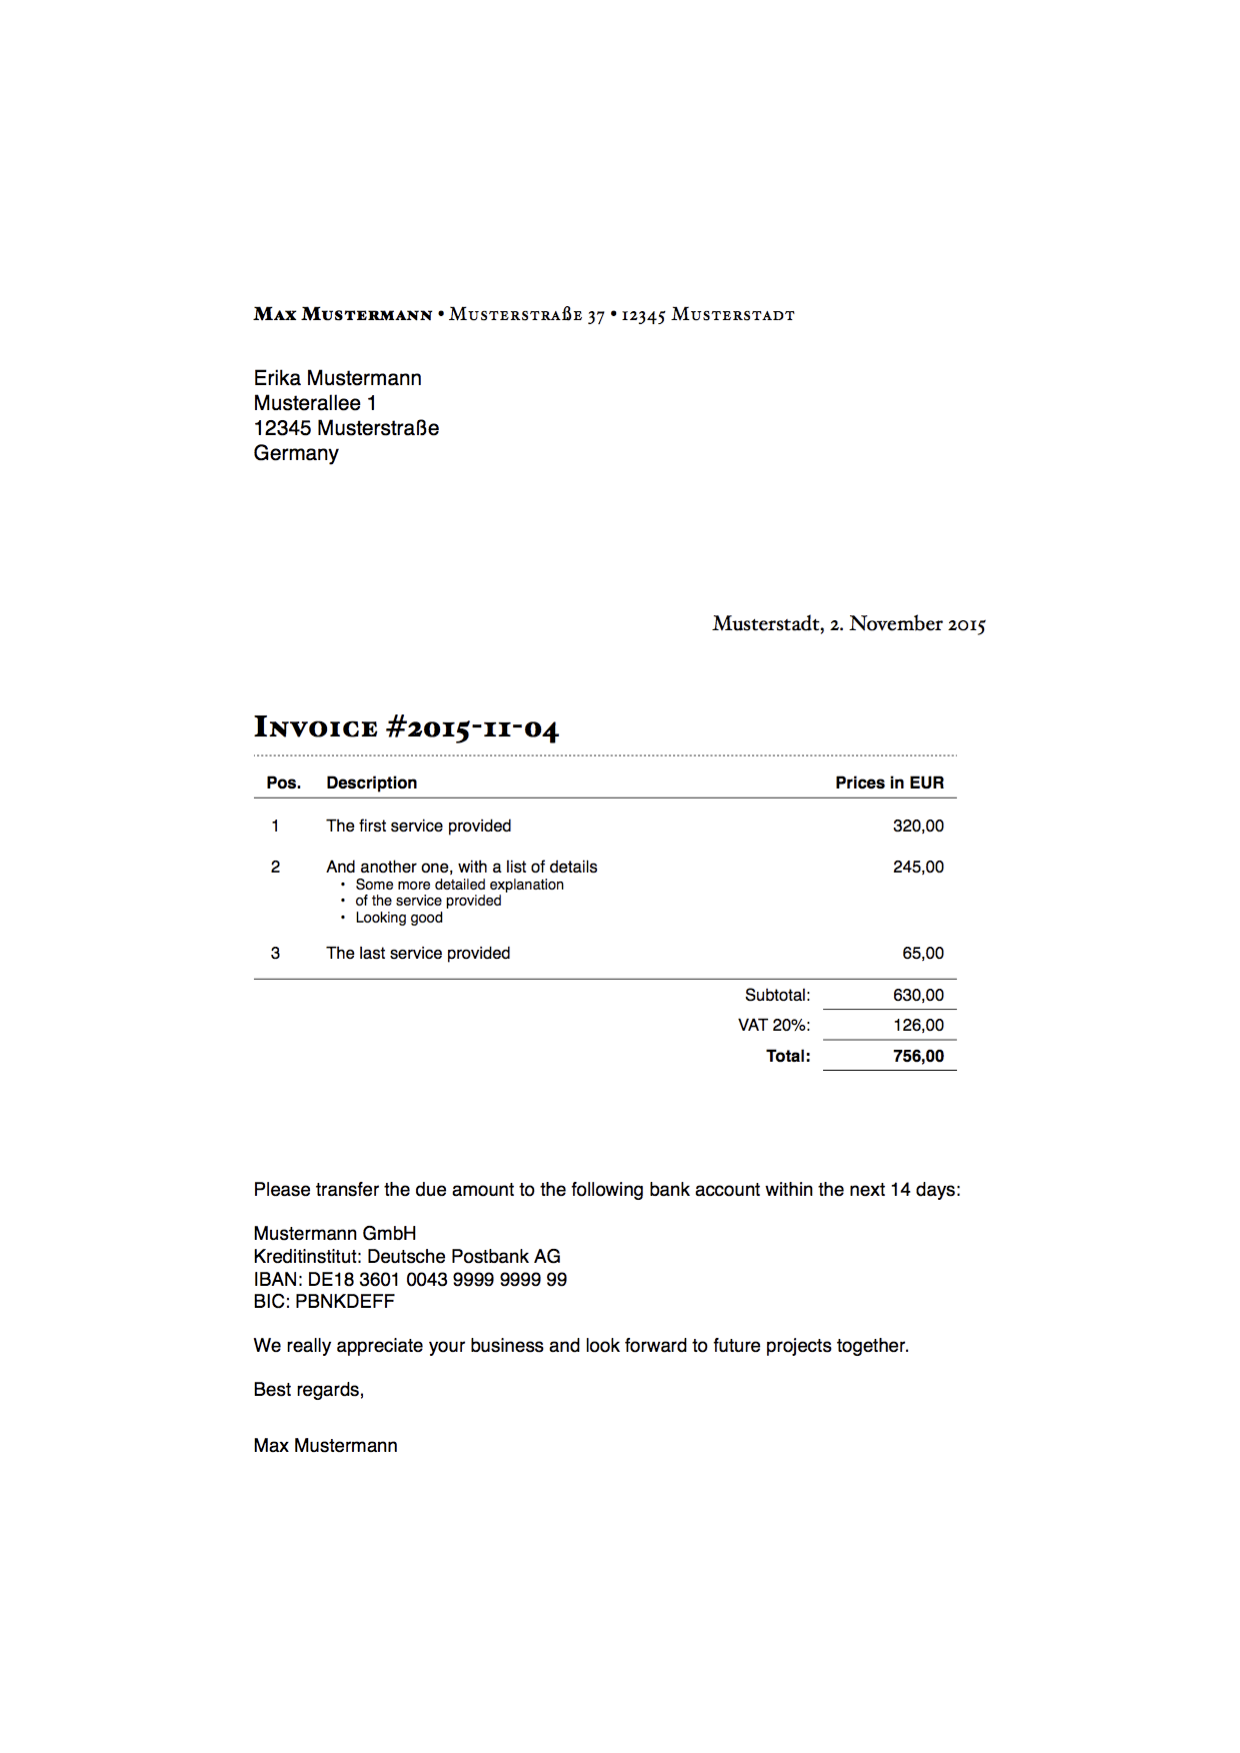 Max Mustermann • Musterstraße 37 • 12345 Musterstadt
Erika Mustermann
Musterallee 1
12345 Musterstraße
Germany
Musterstadt, 2. November 2015
Invoice #2015-11-04
Pos. Description Prices in EUR
1 The first service provided 320,00
2 And another one, with a list of details 245,00
• Some more detailed explanation
• of the service provided
• Looking good
3 The last service provided 65,00
Subtotal: 630,00
VAT 20%: 126,00
Total: 756,00
Please transfer the due amount to the following bank account within the next 14 days:
Mustermann GmbH
Kreditinstitut: Deutsche Postbank AG
IBAN: DE18 3601 0043 9999 9999 99
BIC: PBNKDEFF
We really appreciate your business and look forward to future projects together.
Best regards,
Max Mustermann